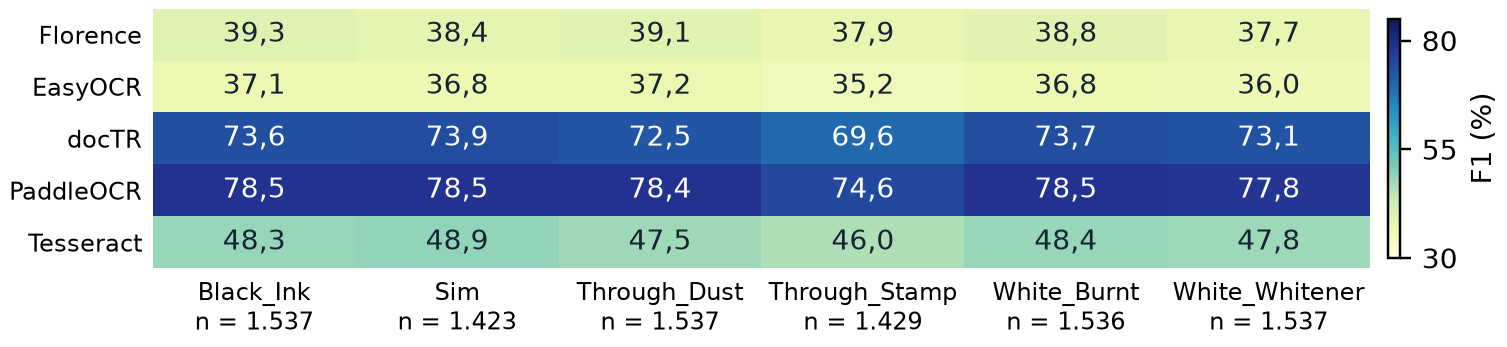 Florence 39,3 38,4 39,1 37,9 38,8 37,7
EasyOCR 37,1 36,8 37,2 35,2 36,8 36,0
docTR 73,6 73,9 72,5 69,6 73,7 73,1
PaddleOCR 78,5 78,5 78,4 74,6 78,5 77,8
Tesseract 48,3 48,9 47,5 46,0 48,4 47,8
Black_Ink Sim Through_Dust Through_Stamp White_Burnt White_Whitener
n = 1.537 n = 1.423 n = 1.537 n = 1.429 n = 1.536 n = 1.537
80
55
30
F1 (%)